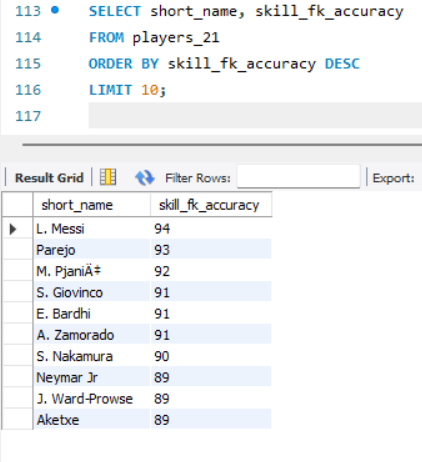 113 SELECT short_name, skill_fk_accuracy
114 FROM players_21
115 ORDER BY skill_fk_accuracy DESC
116 LIMIT 10;
117
Result Grid Filter Rows: Export:
short_name skill_fk_accuracy
L. Messi 94
Parejo 93
M. PjaniÄ‡ 92
S. Giovinco 91
E. Bardhi 91
A. Zamorado 91
S. Nakamura 90
Neymar Jr 89
J. Ward-Prowse 89
Aketxe 89